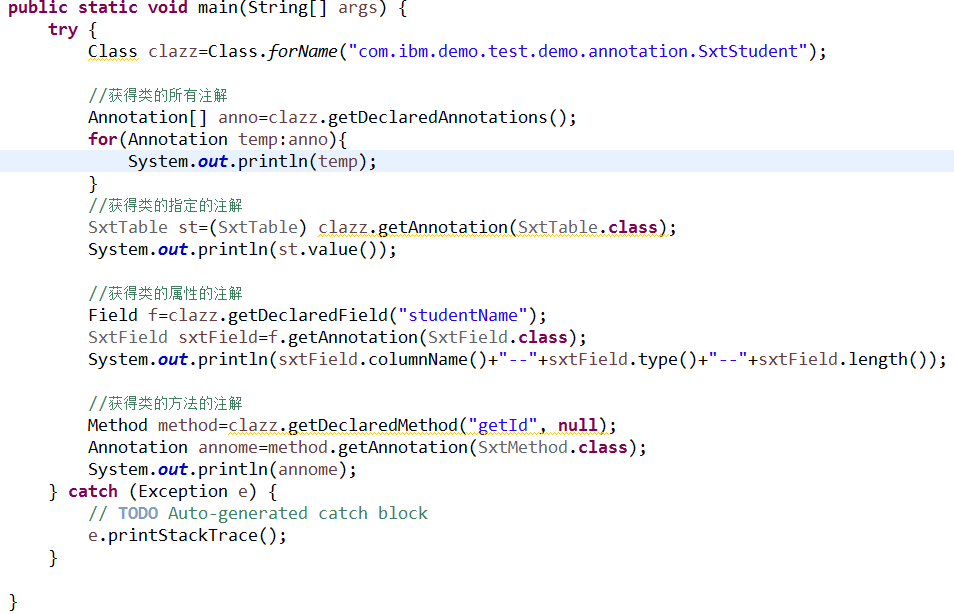 public static void main(String[] args) {
try {
Class clazz=Class.forName("com.ibm.demo.test.demo.annotation.SxtStudent");
//获得类的所有注解
Annotation[] anno=clazz.getDeclaredAnnotations();
for(Annotation temp:anno){
System.out.println(temp);
}
//获得类的指定的注解
SxtTable st=(SxtTable) clazz.getAnnotation(SxtTable.class);
System.out.println(st.value());
//获得类的属性的注解
Field f=clazz.getDeclaredField("studentName");
SxtField sxtField=f.getAnnotation(SxtField.class);
System.out.println(sxtField.columnName()+"--"+sxtField.type()+"--"+sxtField.length());
//获得类的方法的注解
Method method=clazz.getDeclaredMethod("getId", null);
Annotation annome=method.getAnnotation(SxtMethod.class);
System.out.println(annome);
} catch (Exception e) {
// TODO Auto-generated catch block
e.printStackTrace();
}
}